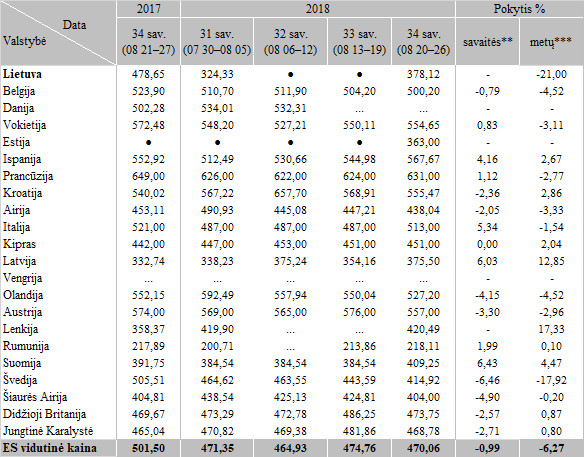 Data 2017 2018 Pokytis %
Valstybė 34 sav. (08 21–27) 31 sav. (07 30–08 05) 32 sav. (08 06–12) 33 sav. (08 13–19) 34 sav. (08 20–26) savaitės** metų***
Lietuva 478,65 324,33 ● ● 378,12 - -21,00
Belgija 523,90 510,70 511,90 504,20 500,20 -0,79 -4,52
Danija 502,28 534,01 532,31 ... ... - -
Vokietija 572,48 548,20 527,21 550,11 554,65 0,83 -3,11
Estija ● ● ● ● 363,00 - -
Ispanija 552,92 512,49 530,66 544,98 567,67 4,16 2,67
Prancūzija 649,00 626,00 622,00 624,00 631,00 1,12 -2,77
Kroatija 540,02 567,22 657,70 568,91 555,47 -2,36 2,86
Airija 453,11 490,93 445,08 447,21 438,04 -2,05 -3,33
Italija 521,00 487,00 487,00 487,00 513,00 5,34 -1,54
Kipras 442,00 447,00 453,00 451,00 451,00 0,00 2,04
Latvija 332,74 338,23 375,24 354,16 375,50 6,03 12,85
Vengrija ... ... ... ... - -
Olandija 552,15 592,49 557,94 550,04 527,20 -4,15 -4,52
Austrija 574,00 569,00 565,00 576,00 557,00 -3,30 -2,96
Lenkija 358,37 419,90 ... ... 420,49 - 17,33
Rumunija 217,89 200,71 213,86 218,11 1,99 0,10
Suomija 391,75 384,54 384,54 384,54 409,25 6,43 4,47
Švedija 505,51 464,62 463,55 443,59 414,92 -6,46 -17,92
Šiaurės Airija 404,81 438,54 425,13 424,81 404,00 -4,90 -0,20
Didžioji Britanija 469,67 473,29 472,78 486,25 473,75 -2,57 0,87
Jungtinė Karalystė 465,04 470,82 469,38 481,86 468,78 -2,71 0,80
ES vidutinė kaina 501,50 471,35 464,93 474,76 470,06 -0,99 -6,27